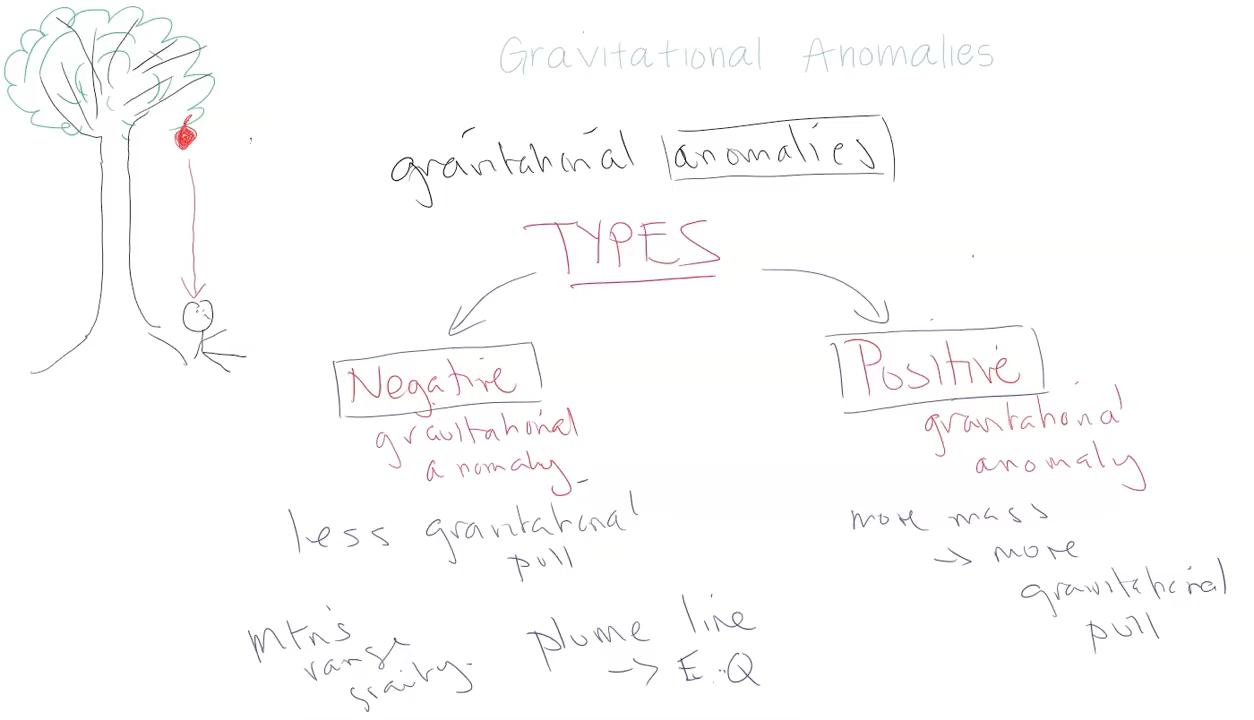 Gravitational Anomalies
gravitational anomalies
TYPES
Negative
gravitational
anomaly
less gravitational
pull
mtn's
range
gravity.
plume line
-> E.Q
Positive
gravitational
anomaly
more mass
-> more
gravitational
pull